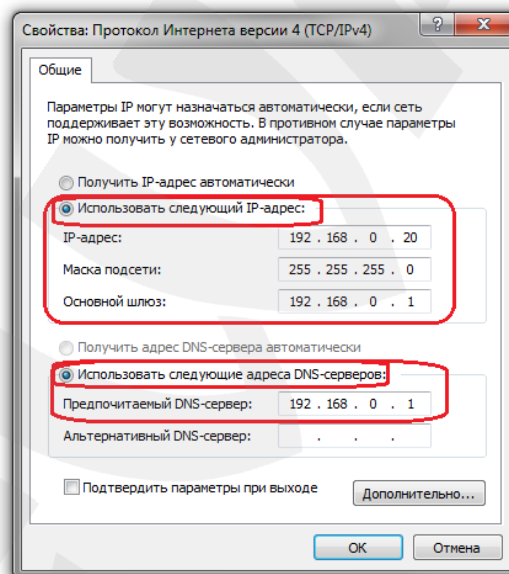 Свойства: Протокол Интернета версии 4 (TCP/IPv4)
Общие
Параметры IP могут назначаться автоматически, если сеть
поддерживает эту возможность. В противном случае параметры
IP можно получить у сетевого администратора.
Получить IP-адрес автоматически
Использовать следующий IP-адрес:
IP-адрес: 192 . 168 . 0 . 20
Маска подсети: 255 . 255 . 255 . 0
Основной шлюз: 192 . 168 . 0 . 1
Получить адрес DNS-сервера автоматически
Использовать следующие адреса DNS-серверов:
Предпочитаемый DNS-сервер: 192 . 168 . 0 . 1
Альтернативный DNS-сервер: . . .
Подтвердить параметры при выходе
Дополнительно...
OK Отмена